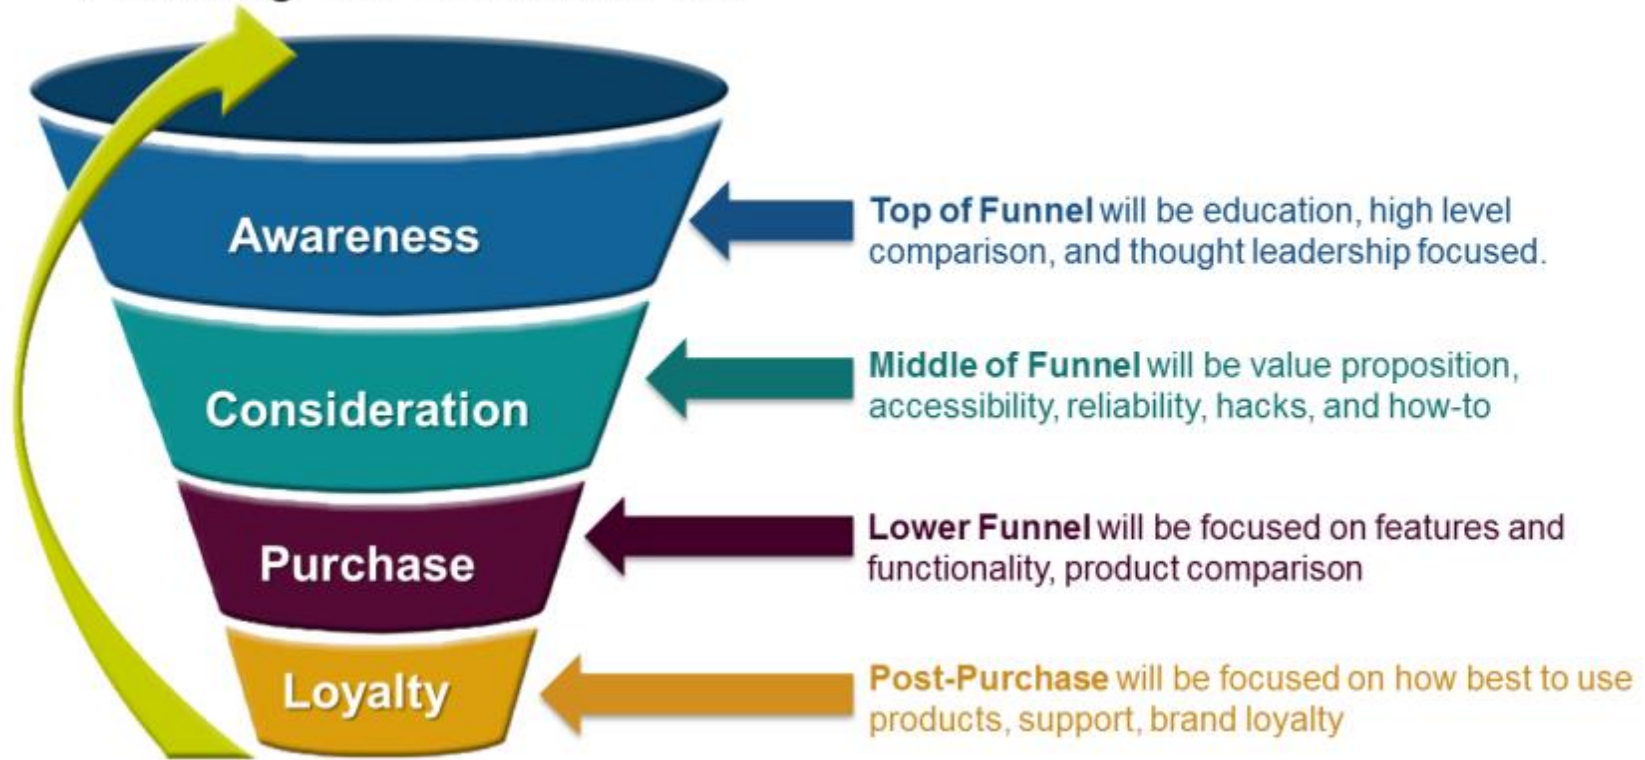 Awareness
Top of Funnel will be education, high level
comparison, and thought leadership focused.
Consideration
Middle of Funnel will be value proposition,
accessibility, reliability, hacks, and how-to
Purchase
Lower Funnel will be focused on features and
functionality, product comparison
Loyalty
Post-Purchase will be focused on how best to use
products, support, brand loyalty